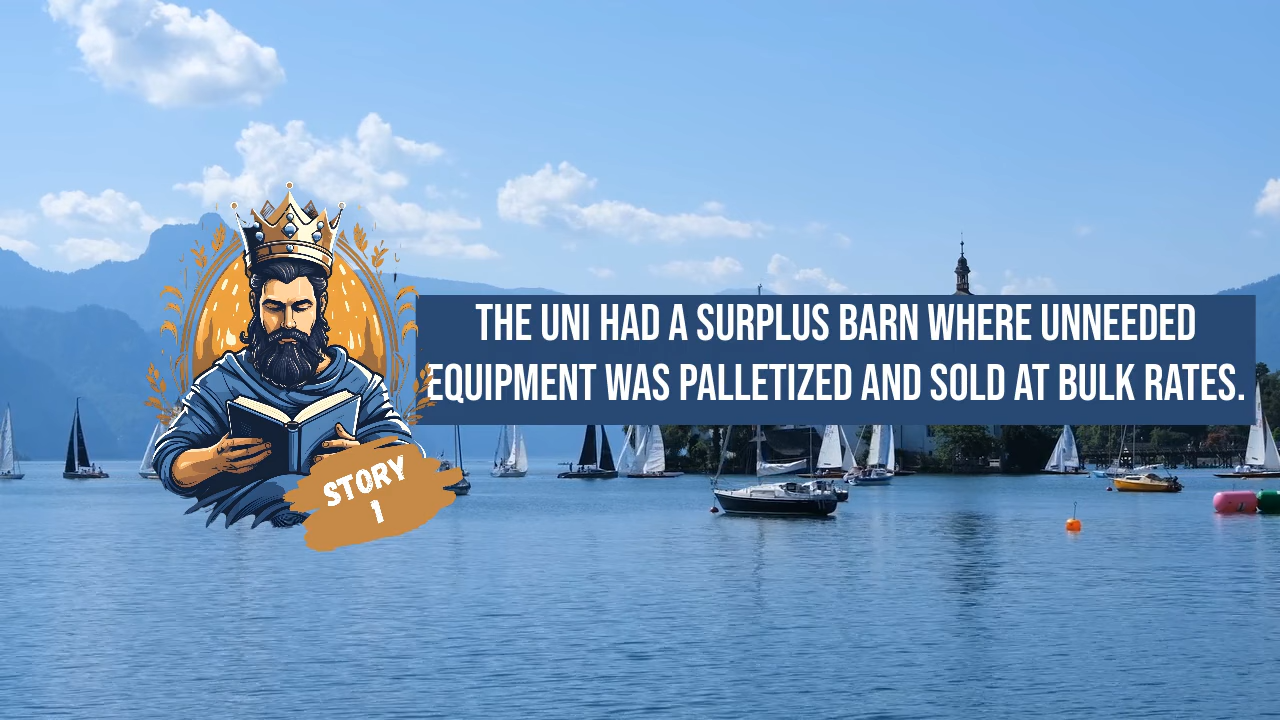 THE UNI HAD A SURPLUS BARN WHERE UNNEEDED
EQUIPMENT WAS PALLETIZED AND SOLD AT BULK RATES.
STORY
1